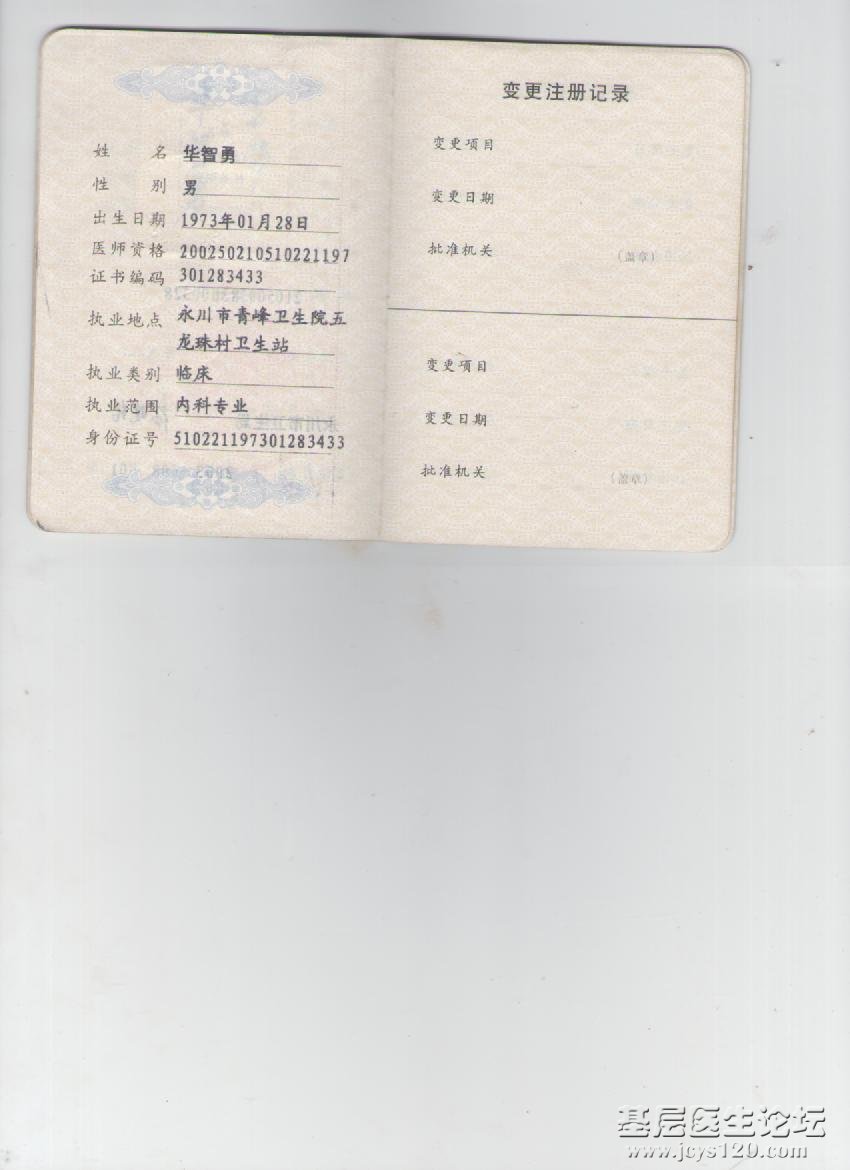 姓 名 华智勇
性 别 男
出生日期 1973年01月28日
医师资格 200250210510221197
证书编码 301283433
执业地点 永川市青峰卫生院五
龙珠村卫生站
执业类别 临床
执业范围 内科专业
身份证号 510221197301283433
变更注册记录
变更项目
变更日期
批准机关 (盖章)
变更项目
变更日期
批准机关 (盖章)
基层医生论坛
www.jcys120.com